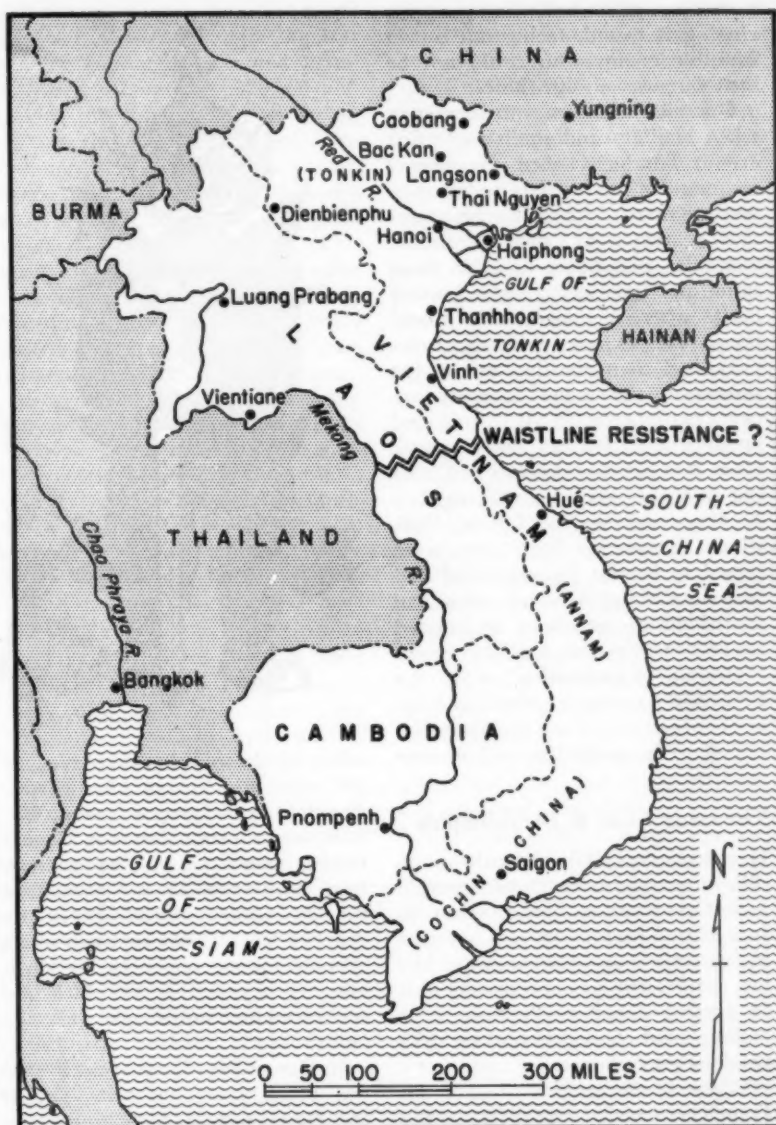 CHINA
Yungning
Caobang
Bac Kan
Red R.
(TONKIN)
Langson
Thai Nguyen
BURMA
Dienbienphu
Hanoi
Haiphong
GULF OF
TONKIN
Luang Prabang
Thanhhoa
HAINAN
LAOS
VIETNAM
Vinh
Vientiane
Mekong R.
WAISTLINE RESISTANCE ?
Hué
SOUTH
CHINA
SEA
THAILAND
Chao Phraya R.
(ANNAM)
Bangkok
CAMBODIA
Pnompenh
(COCHIN CHINA)
Saigon
GULF
OF
SIAM
N
0 50 100 200 300 MILES